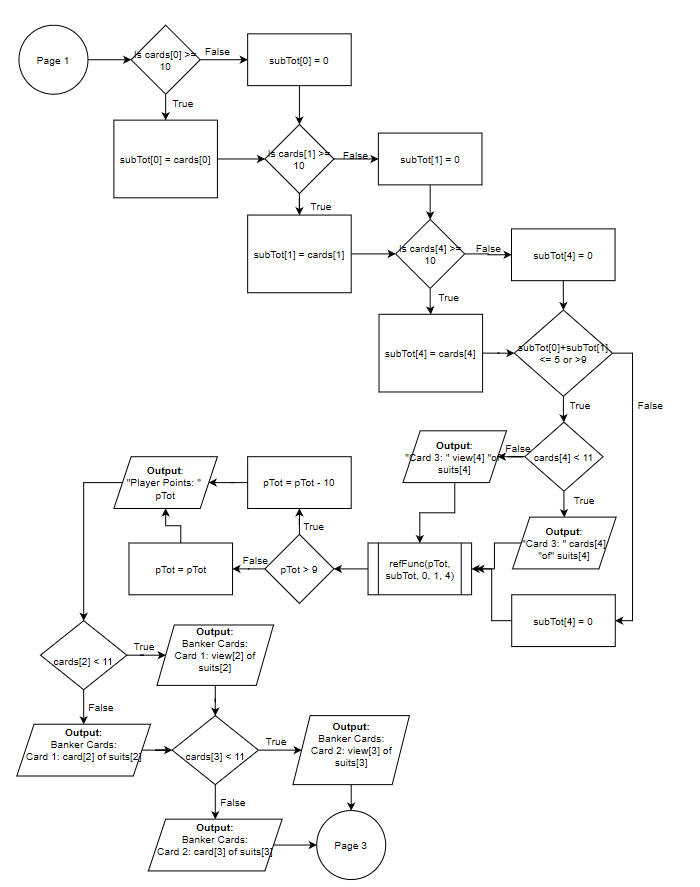 Page 1
Is cards[0] >=
10
False
subTot[0] = 0
True
subTot[0] = cards[0]
Is cards[1] >=
10
False
subTot[1] = 0
True
subTot[1] = cards[1]
Is cards[4] >=
10
False
subTot[4] = 0
True
subTot[4] = cards[4]
subTot[0]+subTot[1]
<= 5 or >9
False
True
cards[4] < 11
False
Output:
"Card 3: " view[4] "of
suits[4]
True
Output:
"Card 3: " cards[4]
"of" suits[4]
subTot[4] = 0
refFunc(pTot,
subTot, 0, 1, 4)
pTot > 9
True
pTot = pTot - 10
False
pTot = pTot
Output:
"Player Points: "
pTot
cards[2] < 11
True
Output:
Banker Cards:
Card 1: view[2] of
suits[2]
False
Output:
Banker Cards:
Card 1: card[2] of suits[2]
cards[3] < 11
True
Output:
Banker Cards:
Card 2: view[3] of
suits[3]
False
Output:
Banker Cards:
Card 2: card[3] of suits[3]
Page 3